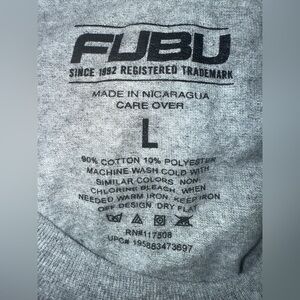 FUBU
SINCE 1992 REGISTERED TRADEMARK
MADE IN NICARAGUA
CARE OVER
L
90% COTTON 10% POLYESTER
MACHINE WASH COLD WITH
SIMILAR COLORS NON
CHLORINE BLEACH, WHEN
NEEDED WARM IRON, KEEP IRON
OFF DESIGN DRY FLAT
RN#117508
UPC# 195883473697